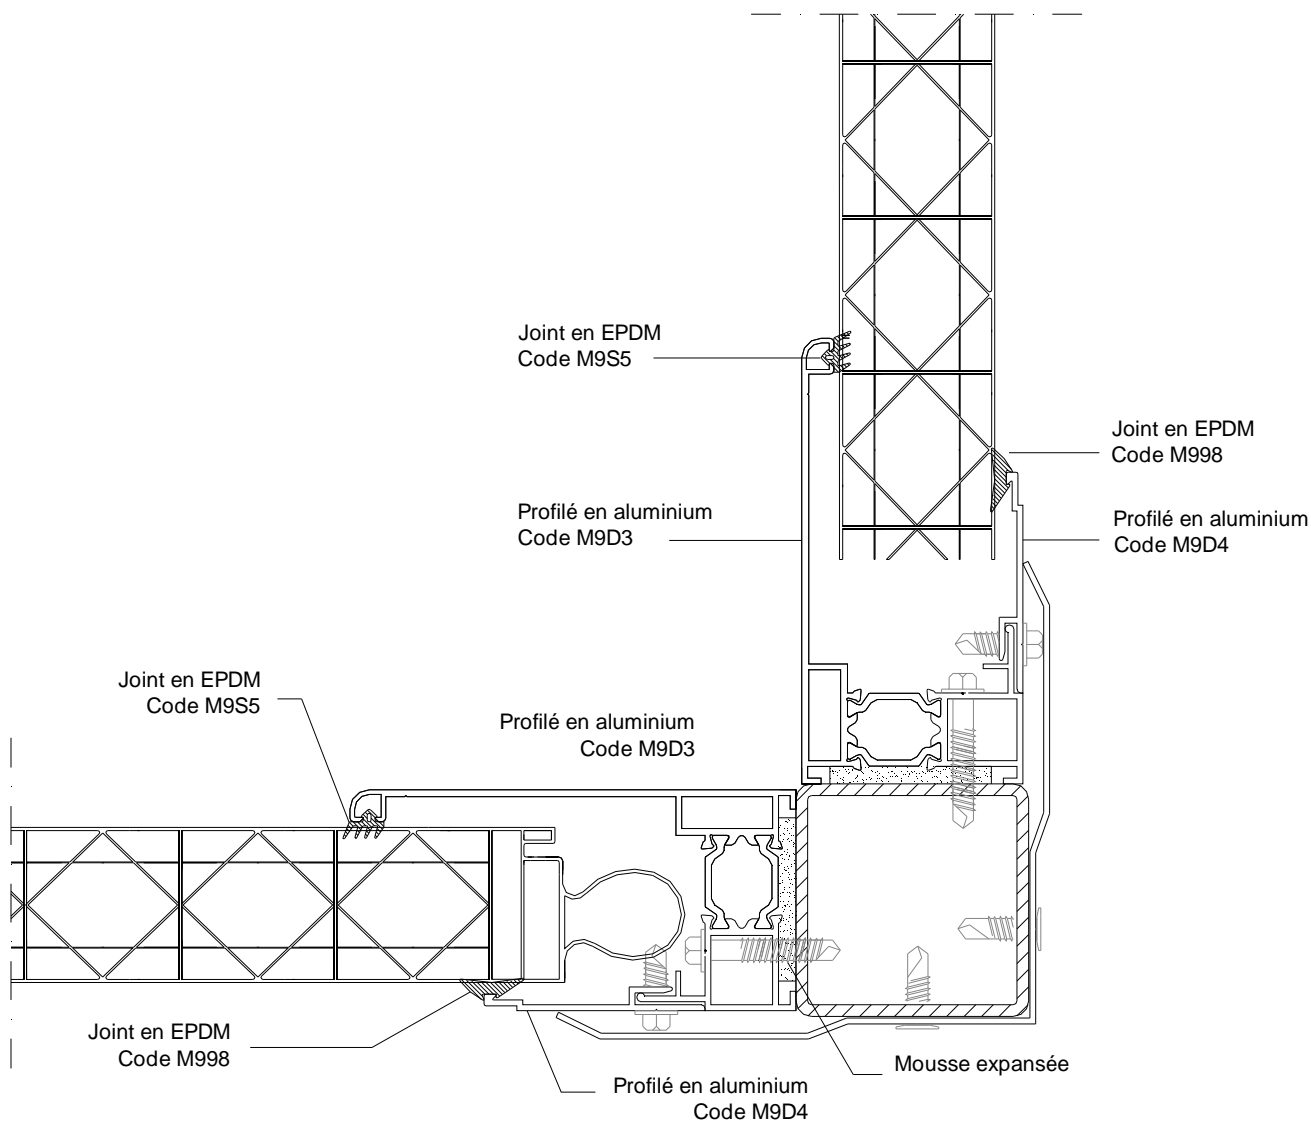 Joint en EPDM
Code M9S5
Joint en EPDM
Code M998
Profilé en aluminium
Code M9D3
Profilé en aluminium
Code M9D4
Joint en EPDM
Code M9S5
Profilé en aluminium
Code M9D3
Joint en EPDM
Code M998
Mousse expansée
Profilé en aluminium
Code M9D4